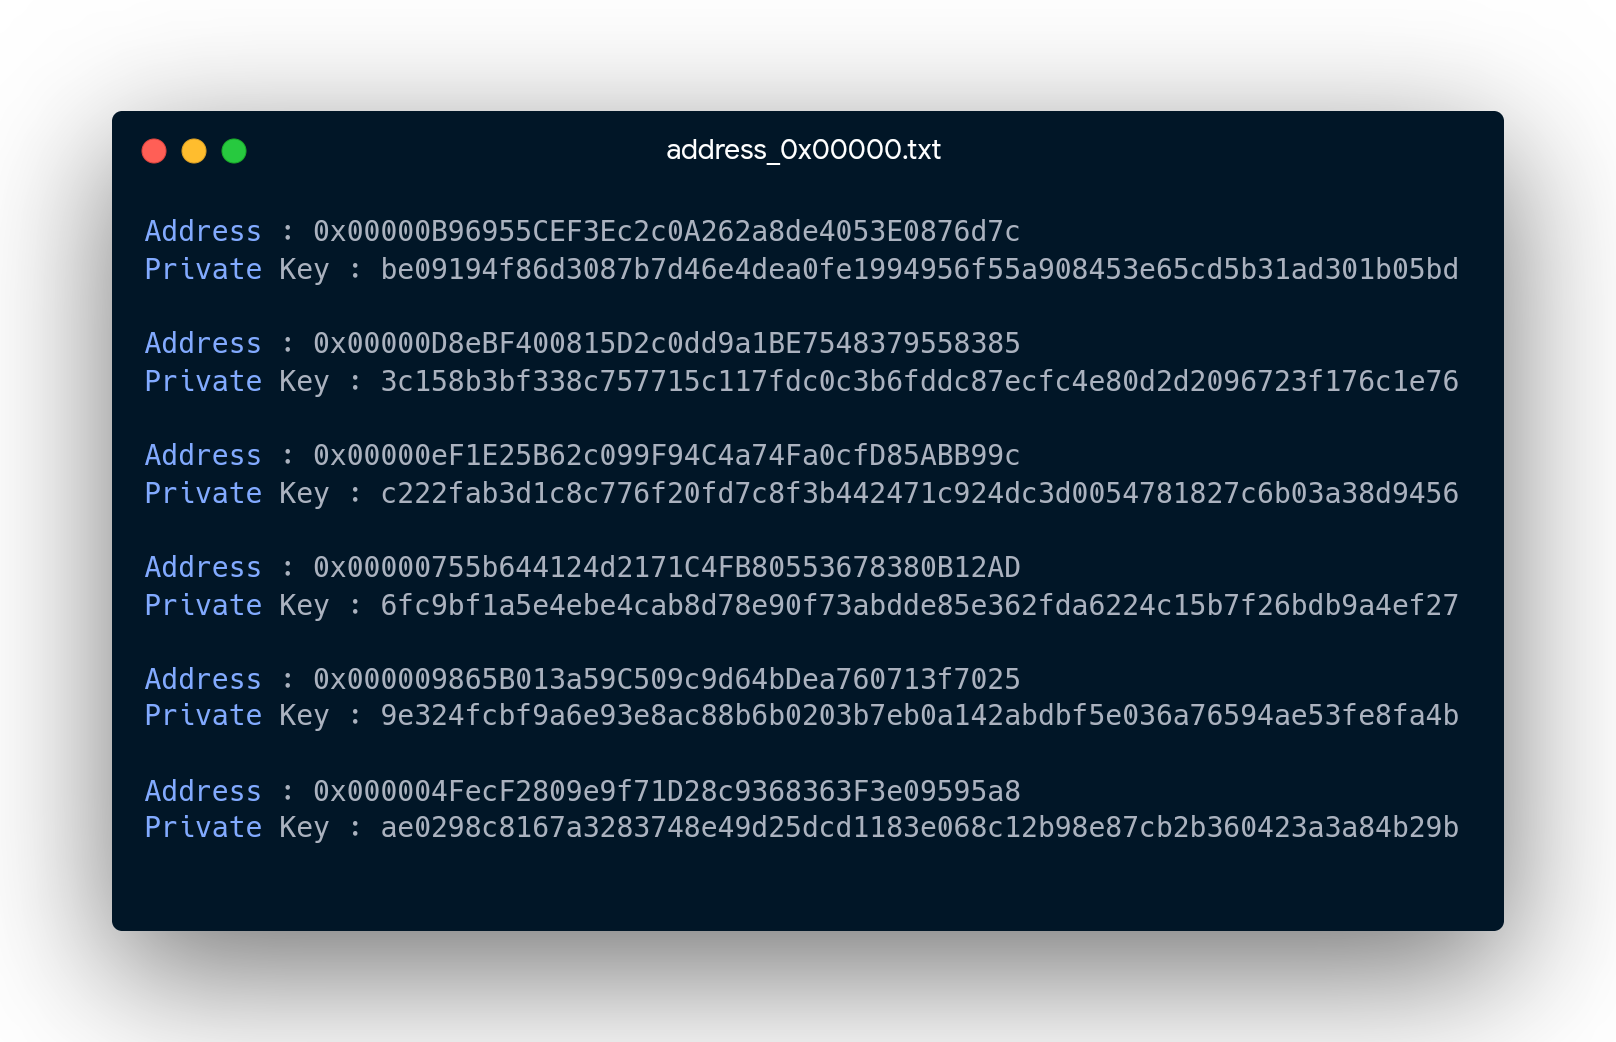 address_0x00000.txt
Address : 0x00000B96955CEF3Ec2c0A262a8de4053E0876d7c
Private Key : be09194f86d3087b7d46e4dea0fe1994956f55a908453e65cd5b31ad301b05bd
Address : 0x00000D8eBF400815D2c0dd9a1BE7548379558385
Private Key : 3c158b3bf338c757715c117fdc0c3b6fddc87ecfc4e80d2d2096723f176c1e76
Address : 0x00000eF1E25B62c099F94C4a74Fa0cfD85ABB99c
Private Key : c222fab3d1c8c776f20fd7c8f3b442471c924dc3d0054781827c6b03a38d9456
Address : 0x00000755b644124d2171C4FB80553678380B12AD
Private Key : 6fc9bf1a5e4ebe4cab8d78e90f73abdde85e362fda6224c15b7f26bdb9a4ef27
Address : 0x000009865B013a59C509c9d64bDea760713f7025
Private Key : 9e324fcbf9a6e93e8ac88b6b0203b7eb0a142abdbf5e036a76594ae53fe8fa4b
Address : 0x000004FecF2809e9f71D28c9368363F3e09595a8
Private Key : ae0298c8167a3283748e49d25dcd1183e068c12b98e87cb2b360423a3a84b29b